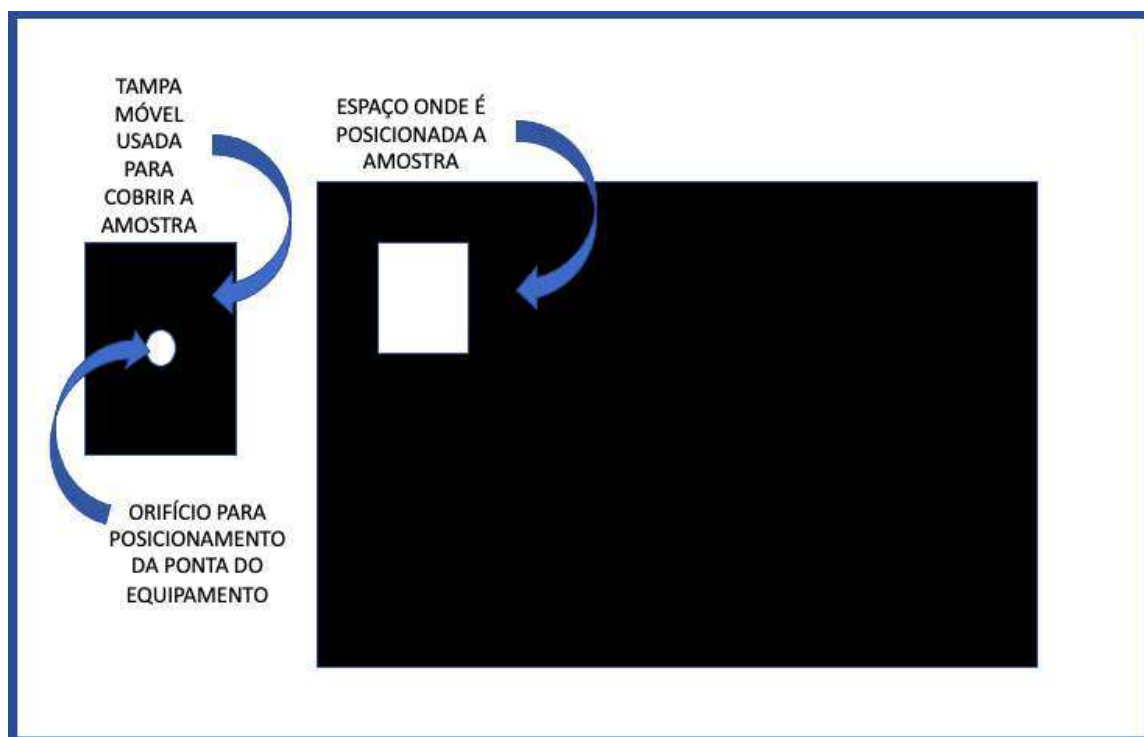 TAMPA
MÓVEL
USADA
PARA
COBRIR A
AMOSTRA
ESPAÇO ONDE É
POSICIONADA A
AMOSTRA
ORIFÍCIO PARA
POSICIONAMENTO
DA PONTA DO
EQUIPAMENTO